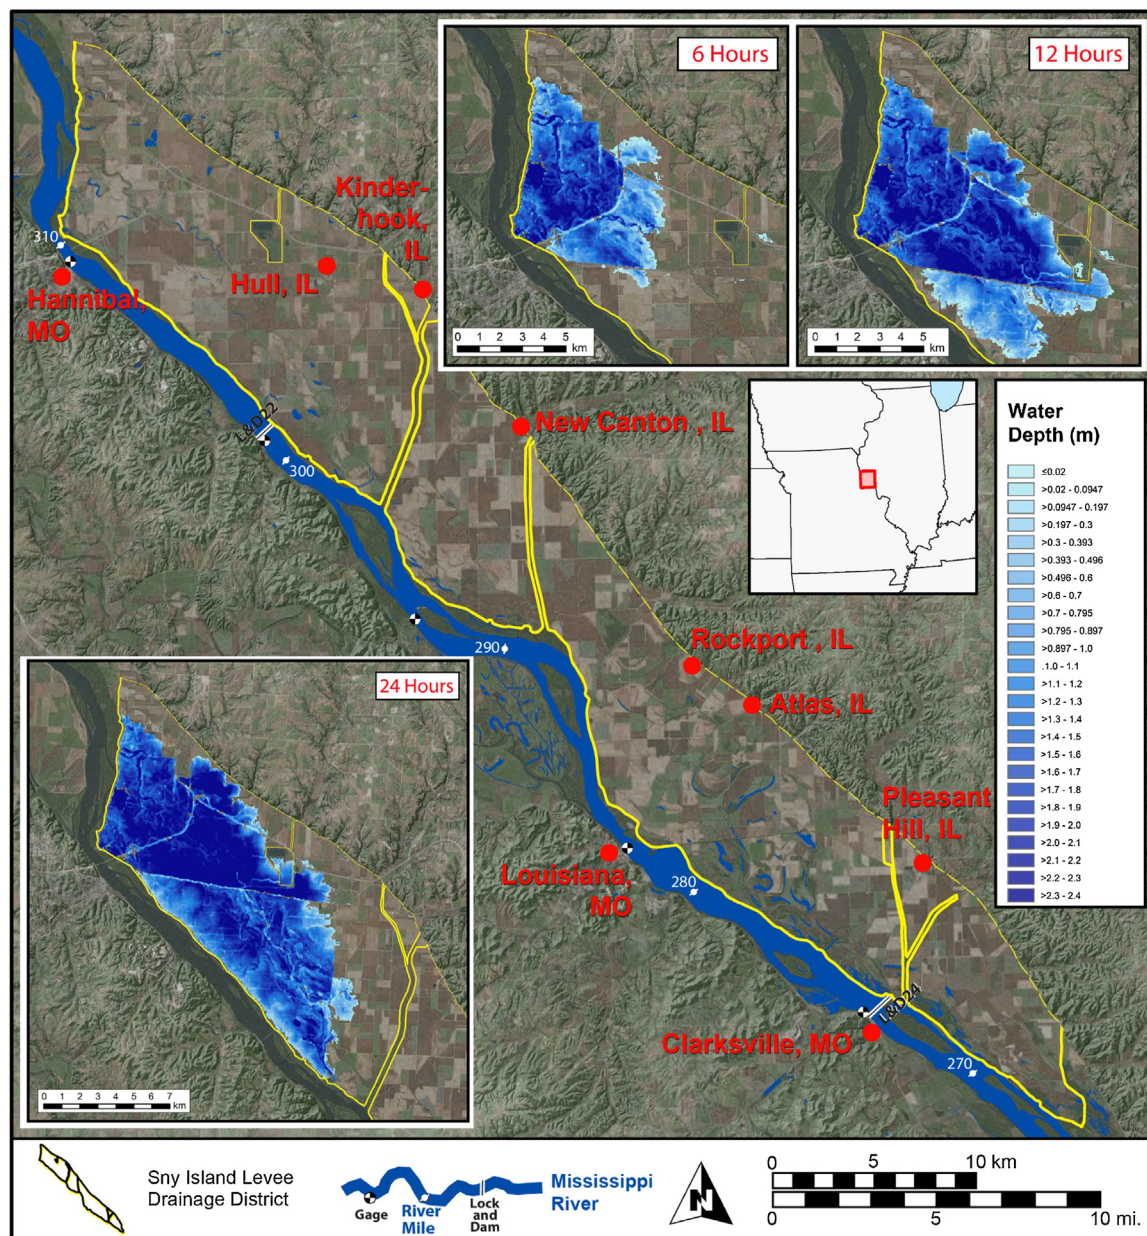 6 Hours
0 1 2 3 4 5
km
12 Hours
0 1 2 3 4 5
km
Kinder-
hook,
IL
310
Hull, IL
Hannibal,
MO
L&D22
300
New Canton , IL
290
Rockport , IL
Atlas, IL
Pleasant
Hill, IL
Louisiana,
MO
280
L&D24
Clarksville, MO
270
24 Hours
0 1 2 3 4 5 6 7
km
Water
Depth (m)
≤0.02
>0.02 - 0.0947
>0.0947 - 0.197
>0.197 - 0.3
>0.3 - 0.393
>0.393 - 0.496
>0.496 - 0.6
>0.6 - 0.7
>0.7 - 0.795
>0.795 - 0.897
>0.897 - 1.0
.1.0 - 1.1
>1.1 - 1.2
>1.2 - 1.3
>1.3 - 1.4
>1.4 - 1.5
>1.5 - 1.6
>1.6 - 1.7
>1.7 - 1.8
>1.8 - 1.9
>1.9 - 2.0
>2.0 - 2.1
>2.1 - 2.2
>2.2 - 2.3
>2.3 - 2.4
Sny Island Levee
Drainage District
Gage
River
Mile
Lock
and
Dam
Mississippi
River
N
0 5 10 km
0 5 10 mi.